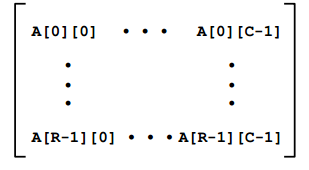 A[0][0] • • • A[0][C-1]
• •
• •
• •
A[R-1][0] • • • A[R-1][C-1]